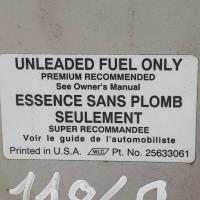 UNLEADED FUEL ONLY
PREMIUM RECOMMENDED
See Owner's Manual
ESSENCE SANS PLOMB
SEULEMENT
SUPER RECOMMANDEE
Voir le guide de l'automobiliste
Printed in U.S.A. WLC Pt. No. 25633061